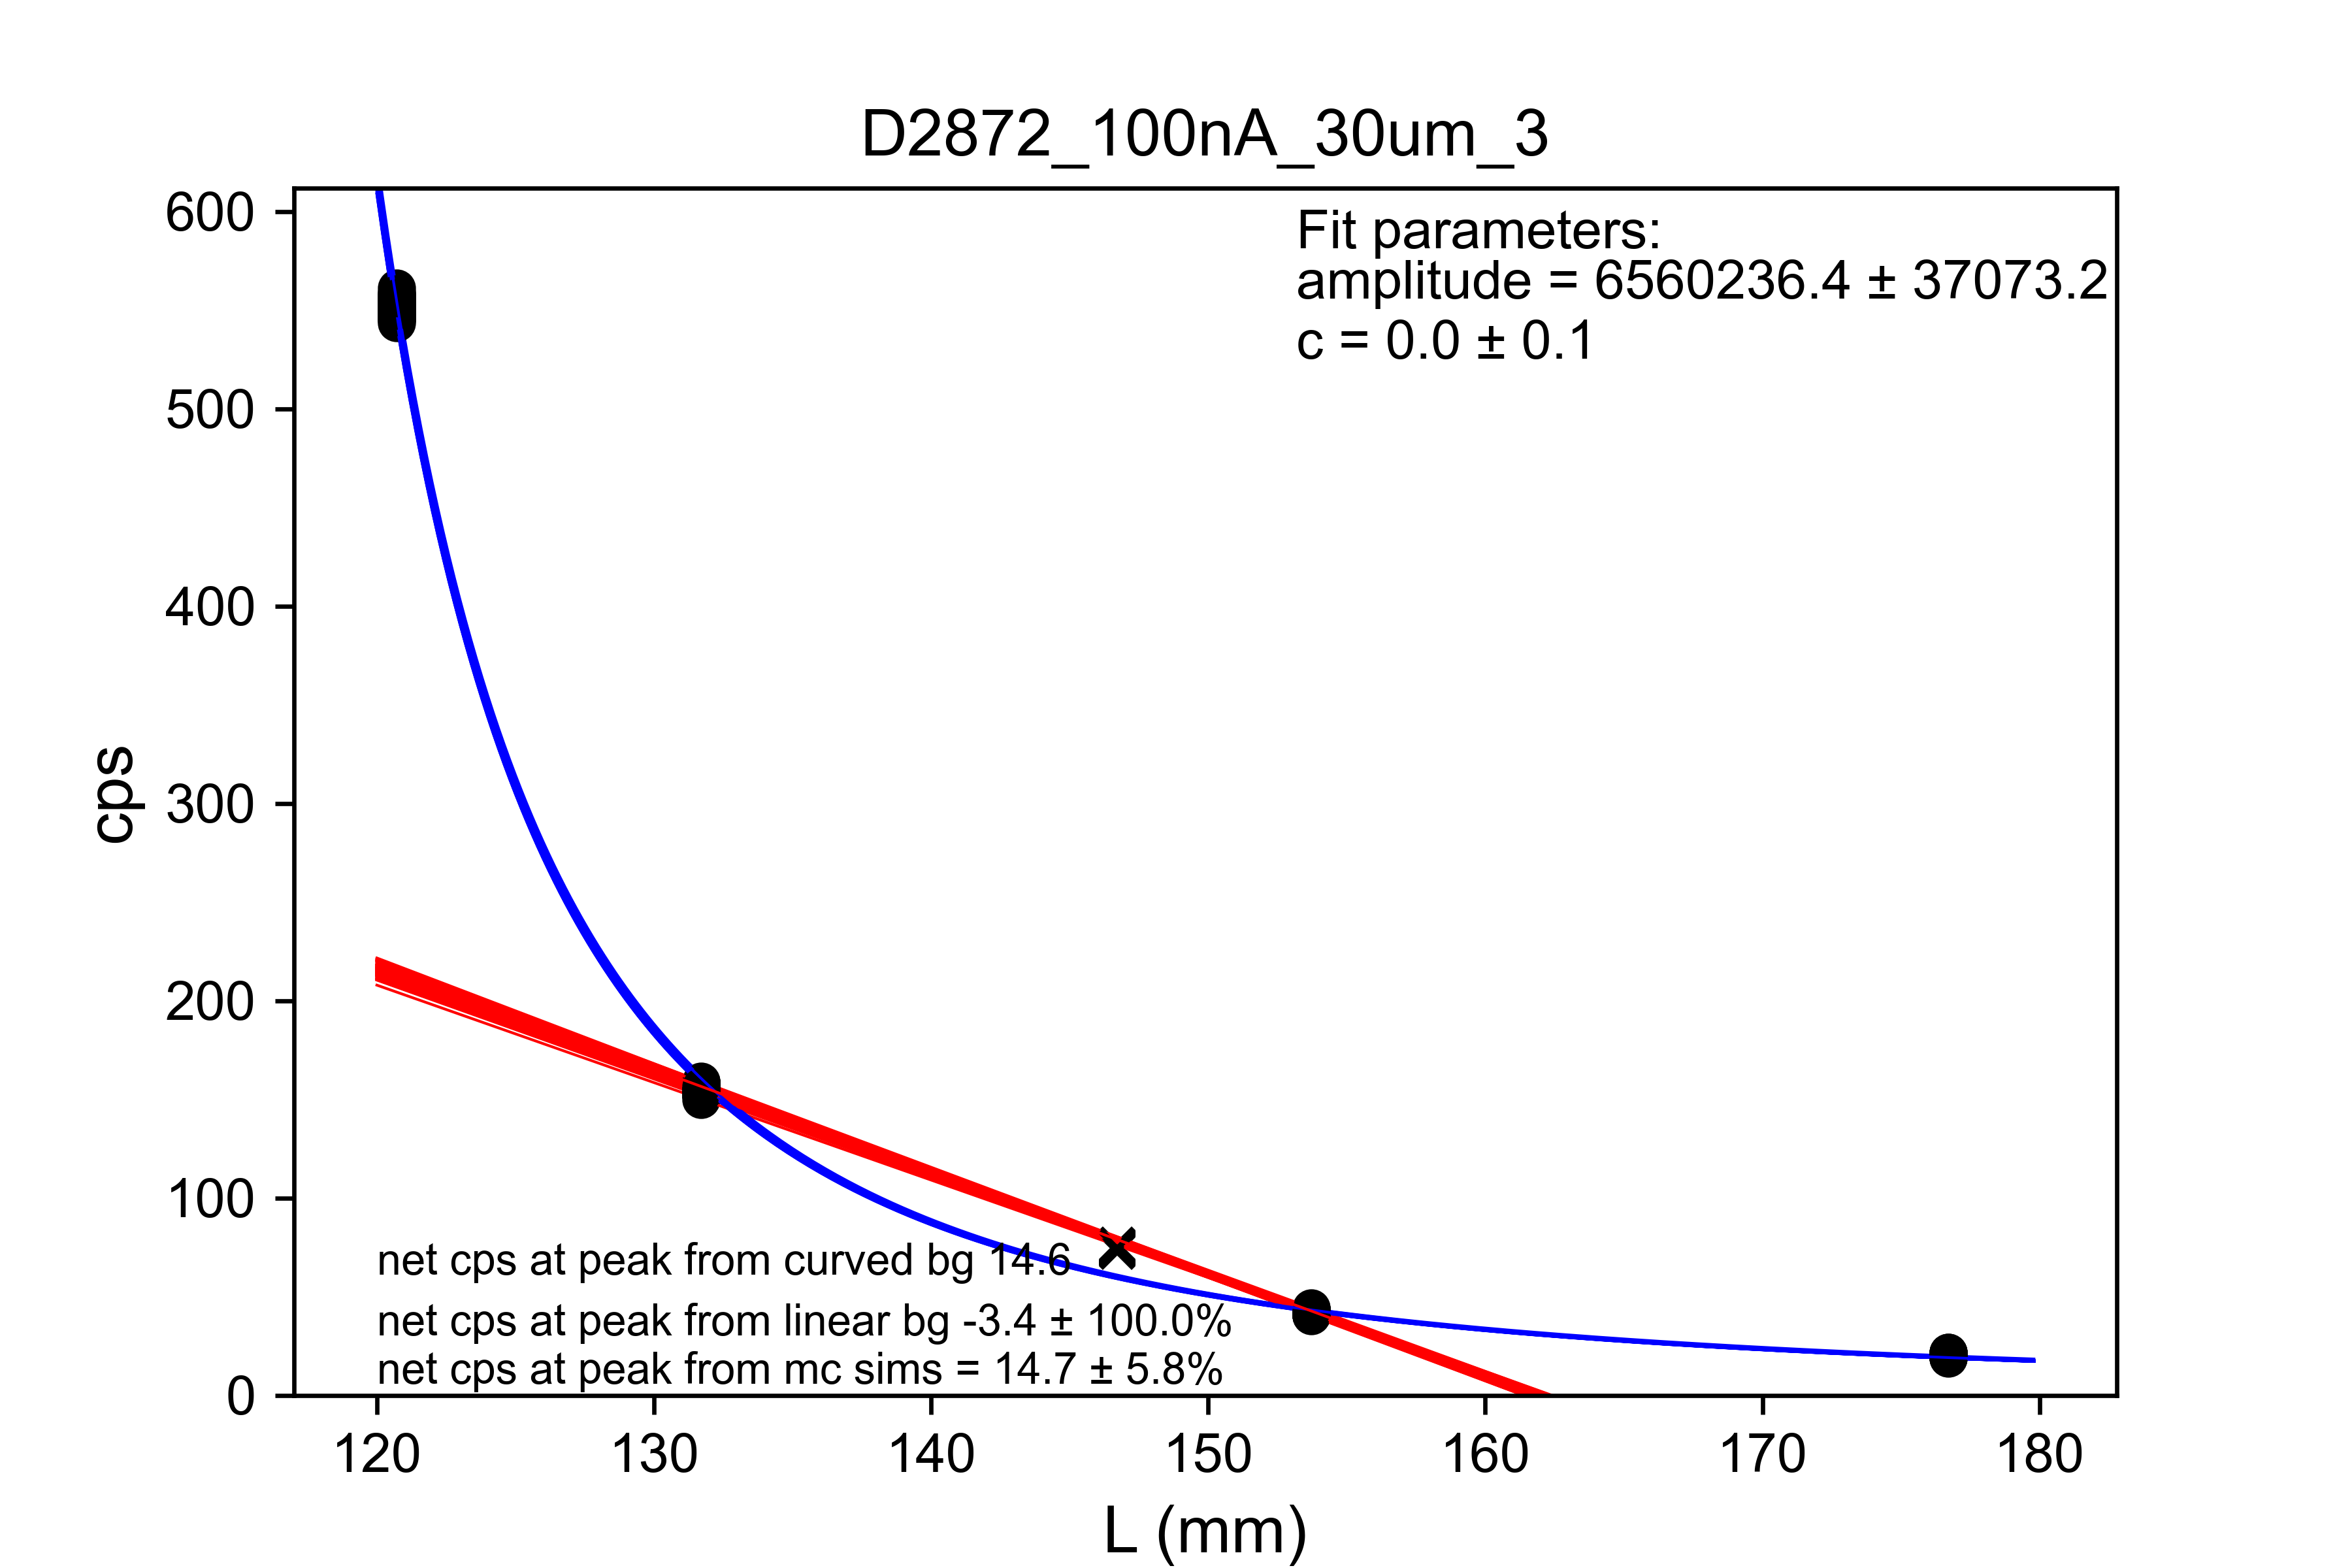 D2872_100nA_30um_3
Fit parameters:
amplitude = 6560236.4 ± 37073.2
c = 0.0 ± 0.1
600
500
400
300
200
100
0
cps
net cps at peak from curved bg 14.6
net cps at peak from linear bg -3.4 ± 100.0%
net cps at peak from mc sims = 14.7 ± 5.8%
120 130 140 150 160 170 180
L (mm)